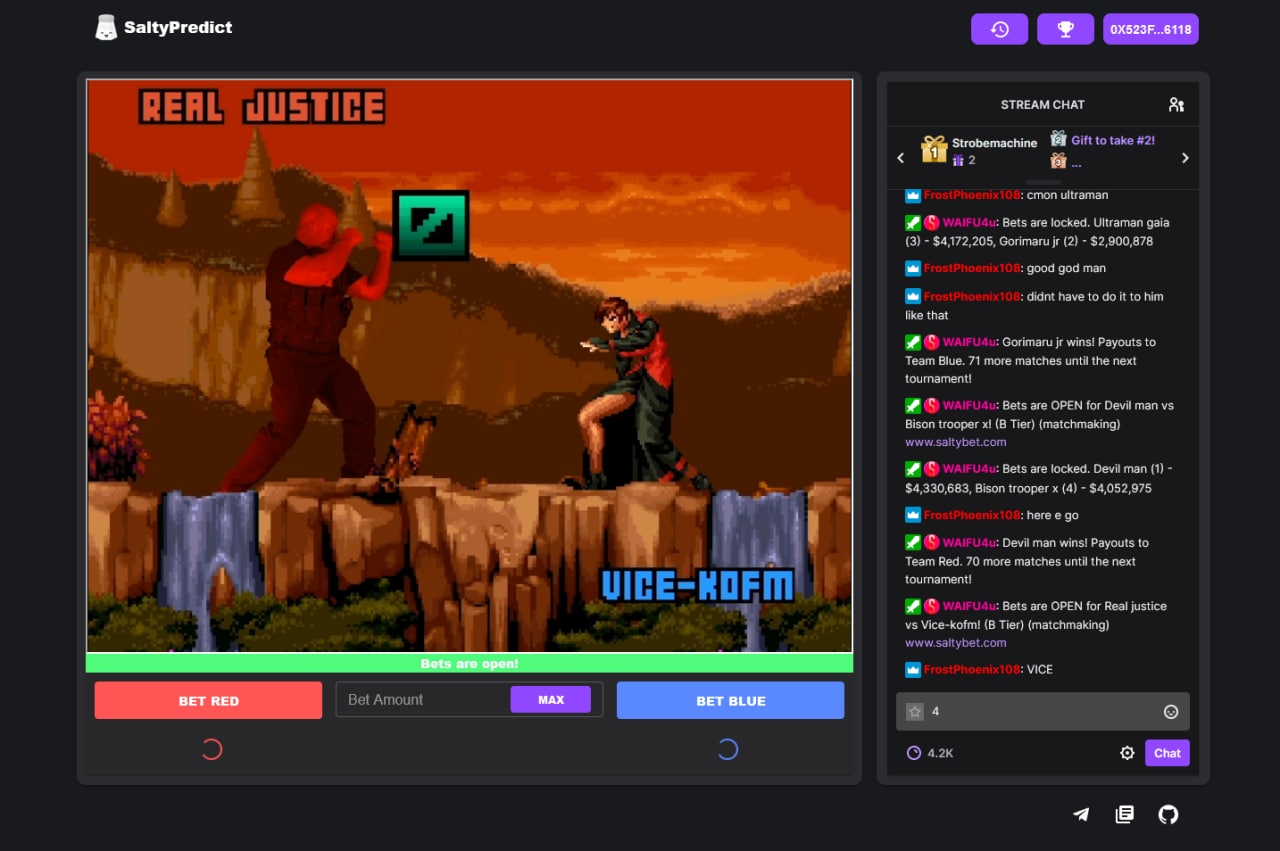 SaltyPredict
0X523F...6118
REAL JUSTICE
VICE-KOFM
Bets are open!
BET RED
Bet Amount
MAX
BET BLUE
STREAM CHAT
1
Strobemachine
2
2
Gift to take #2!
3
...
FrostPhoenix108: cmon ultraman
WAIFU4u: Bets are locked. Ultraman gaia
(3) - $4,172,205, Gorimaru jr (2) - $2,900,878
FrostPhoenix108: good god man
FrostPhoenix108: didnt have to do it to him
like that
WAIFU4u: Gorimaru jr wins! Payouts to
Team Blue. 71 more matches until the next
tournament!
WAIFU4u: Bets are OPEN for Devil man vs
Bison trooper x! (B Tier) (matchmaking)
www.saltybet.com
WAIFU4u: Bets are locked. Devil man (1) -
$4,330,683, Bison trooper x (4) - $4,052,975
FrostPhoenix108: here e go
WAIFU4u: Devil man wins! Payouts to
Team Red. 70 more matches until the next
tournament!
WAIFU4u: Bets are OPEN for Real justice
vs Vice-kofm! (B Tier) (matchmaking)
www.saltybet.com
FrostPhoenix108: VICE
4
4.2K
Chat